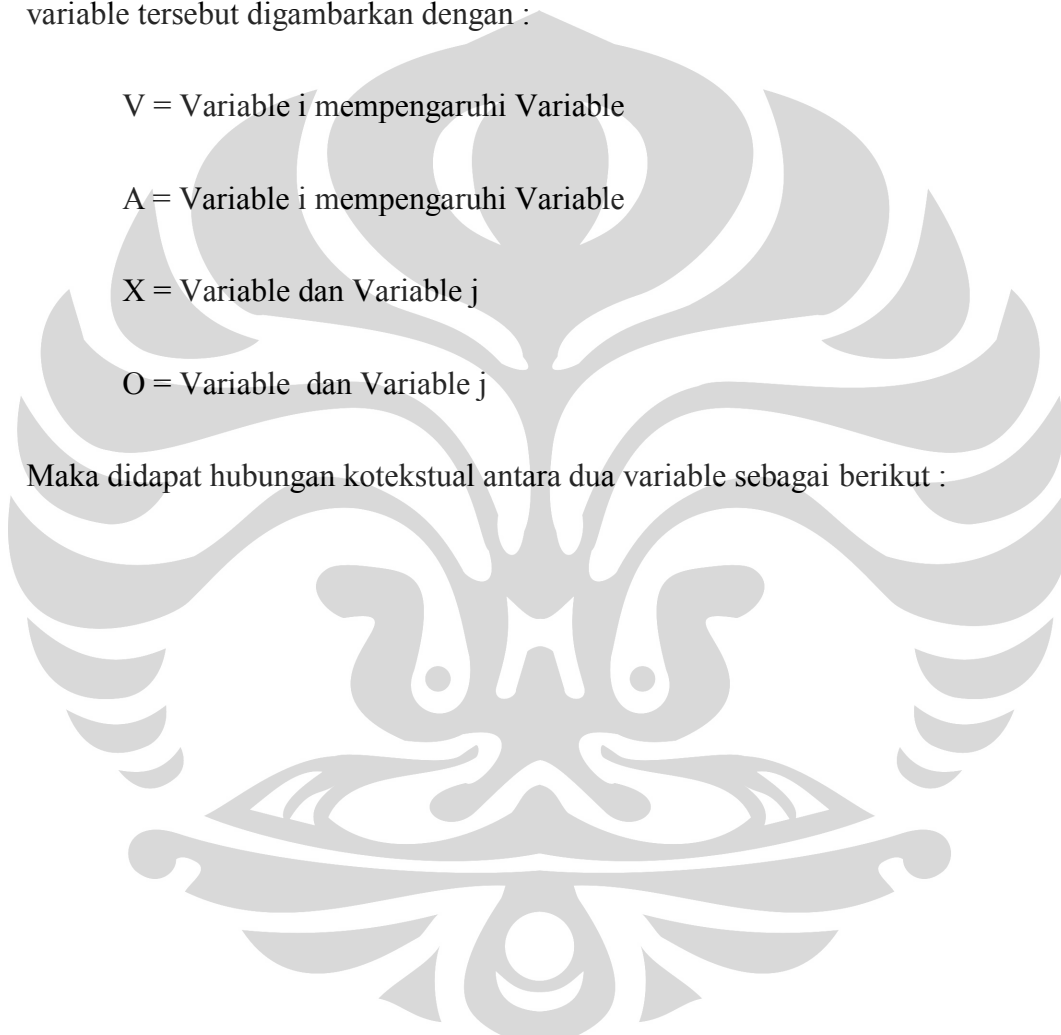 variable tersebut digambarkan dengan :
V = Variable i mempengaruhi Variable
A = Variable i mempengaruhi Variable
X = Variable dan Variable j
O = Variable dan Variable j
Maka didapat hubungan kotekstual antara dua variable sebagai berikut :